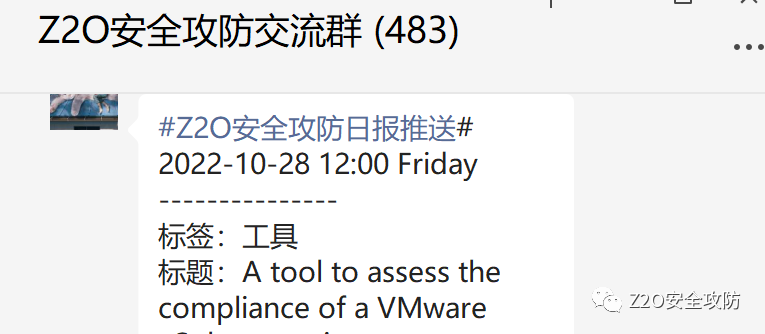 Z2O安全攻防交流群 (483)
#Z2O安全攻防日报推送#
2022-10-28 12:00 Friday
---------------
标签：工具
标题：A tool to assess the
compliance of a VMware
Z2O安全攻防